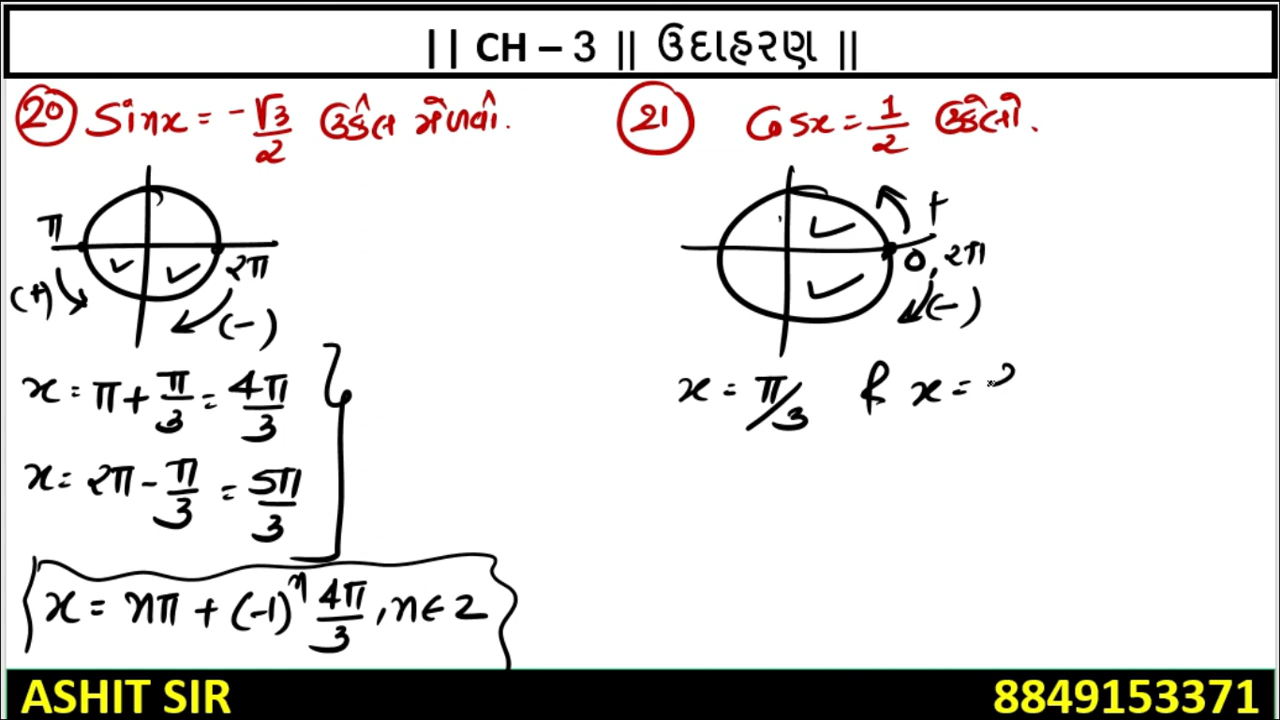 || CH – 3 || ઉદાહરણ ||
20 Sinx = -√3/2 ઉકેલ મેળવો.
π
2π
(+)
(-)
x = π + π/3 = 4π/3
x = 2π - π/3 = 5π/3
x = nπ + (-1)ⁿ 4π/3, n ∈ Z
21 Cosx = 1/2 ઉકેલો.
+
0, 2π
(-)
x = π/3 & x =
ASHIT SIR
8849153371